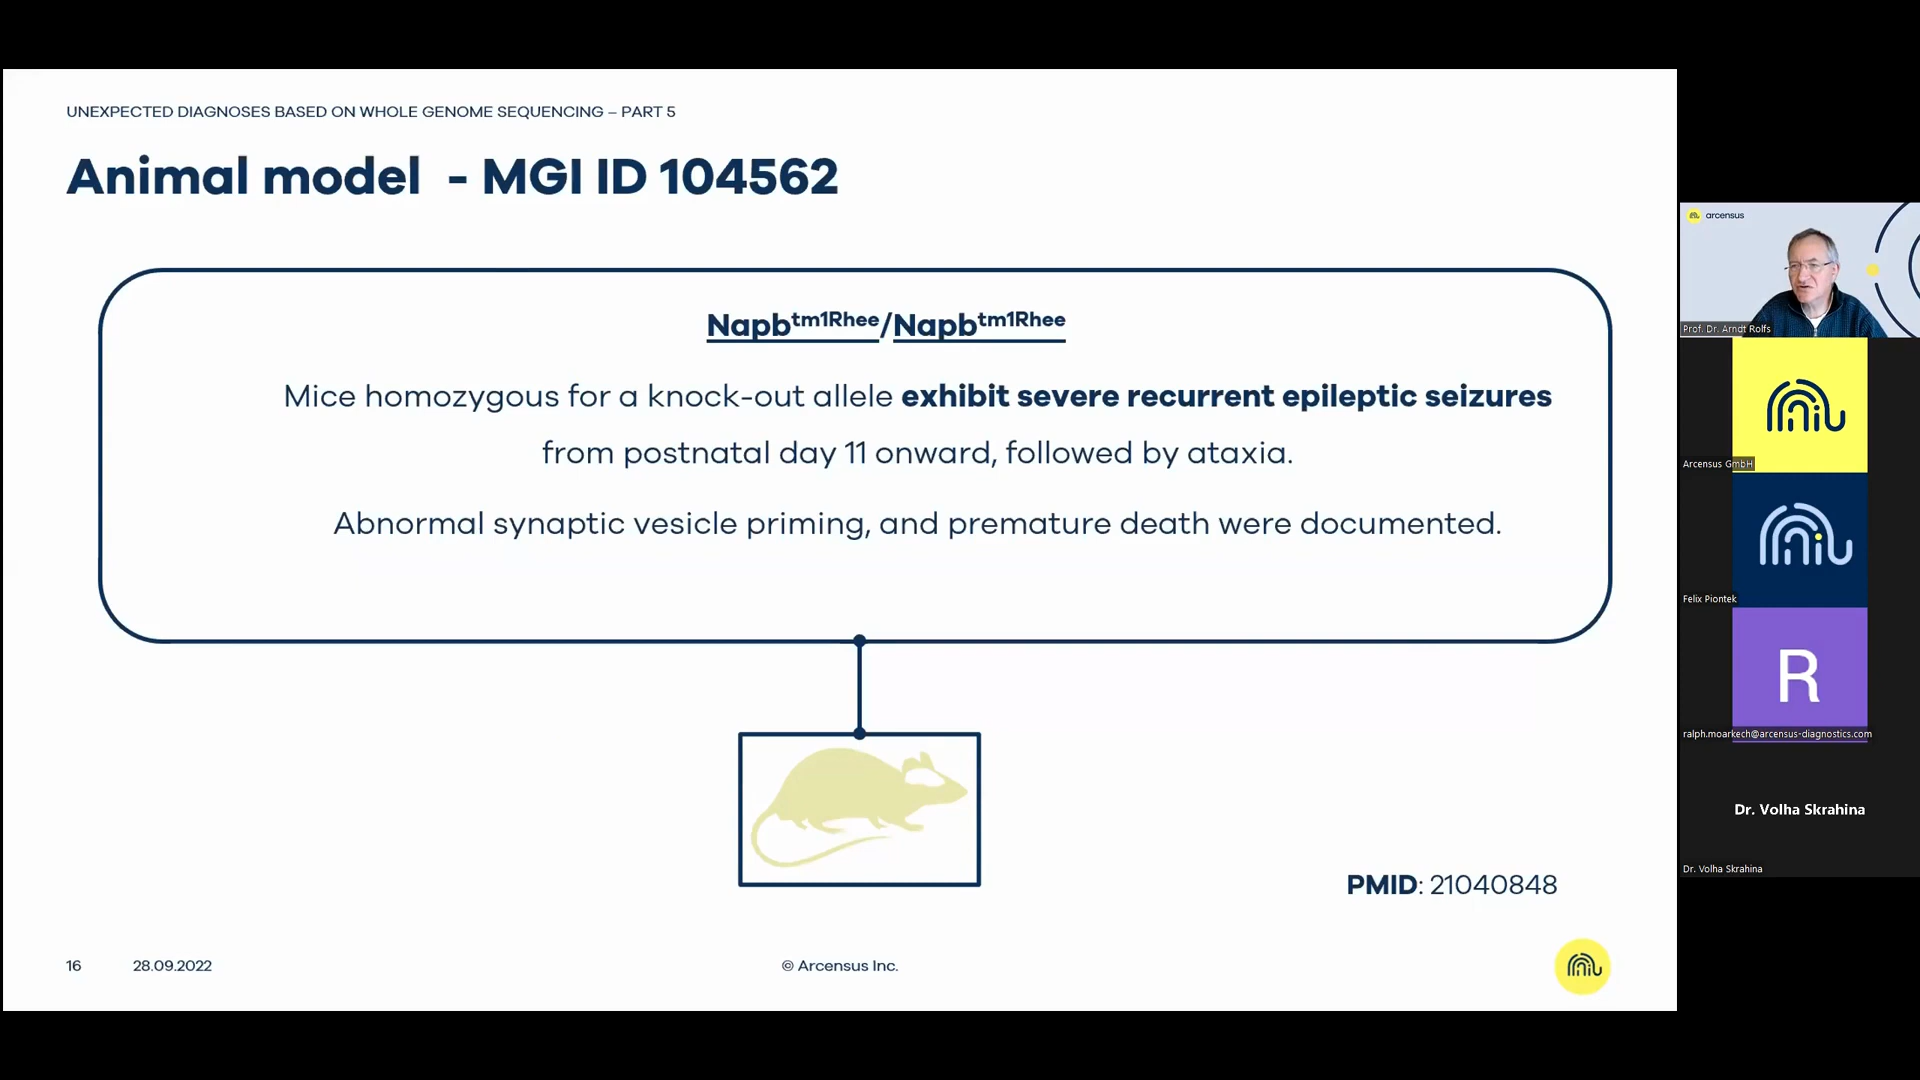 UNEXPECTED DIAGNOSES BASED ON WHOLE GENOME SEQUENCING – PART 5
Animal model - MGI ID 104562
Napbtm1Rhee/Napbtm1Rhee
Mice homozygous for a knock-out allele exhibit severe recurrent epileptic seizures
from postnatal day 11 onward, followed by ataxia.
Abnormal synaptic vesicle priming, and premature death were documented.
PMID: 21040848
16 28.09.2022
© Arcensus Inc.
arcensus
Prof. Dr. Arndt Rolfs
Arcensus GmbH
Felix Piontek
R
ralph.moarkech@arcensus-diagnostics.com
Dr. Volha Skrahina
Dr. Volha Skrahina